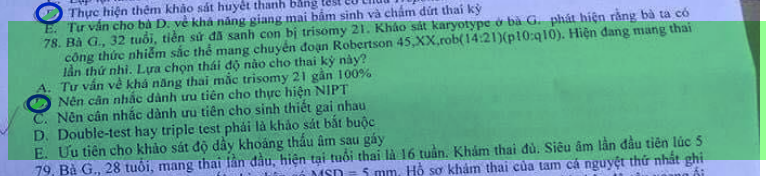 Thực hiện thêm khảo sát huyết thanh bằng test có
E. Tư vấn cho bà D. về khả năng giang mai bẩm sinh và chấm dứt thai kỳ
78. Bà G., 32 tuổi, tiền sử đã sanh con bị trisomy 21. Khảo sát karyotype ở bà G. phát hiện rằng bà ta có
công thức nhiễm sắc thể mang chuyển đoạn Robertson 45,XX,rob(14:21)(p10:q10). Hiện đang mang thai
lần thứ nhì. Lựa chọn thái độ nào cho thai kỳ này?
A. Tư vấn về khả năng thai mắc trisomy 21 gần 100%
Nên cân nhắc dành ưu tiên cho thực hiện NIPT
C. Nên cân nhắc dành ưu tiên cho sinh thiết gai nhau
D. Double-test hay triple test phải là khảo sát bắt buộc
E. Ưu tiên cho khảo sát độ dầy khoảng thấu âm sau gáy
79. Bà G., 28 tuổi, mang thai lần đầu, hiện tại tuổi thai là 16 tuần. Khám thai đủ. Siêu âm lần đầu tiên lúc 5
MSD = 5 mm. Hồ sơ khám thai của tam cá nguyệt thứ nhất ghi